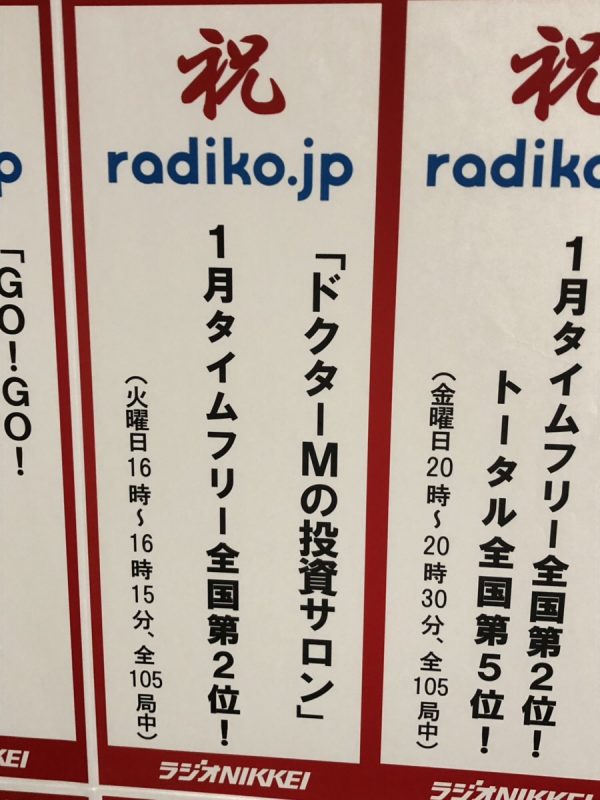 祝
radiko.jp
「ドクターMの投資サロン」
1月タイムフリー全国第2位！
（火曜日16時～16時15分、全105局中）
ラジオNIKKEI
radiko
1月タイムフリー全国第2位！
トータル全国第5位！
（金曜日20時～20時30分、全105局中）
ラジオNIKKEI
p
「GO！GO！
KEI